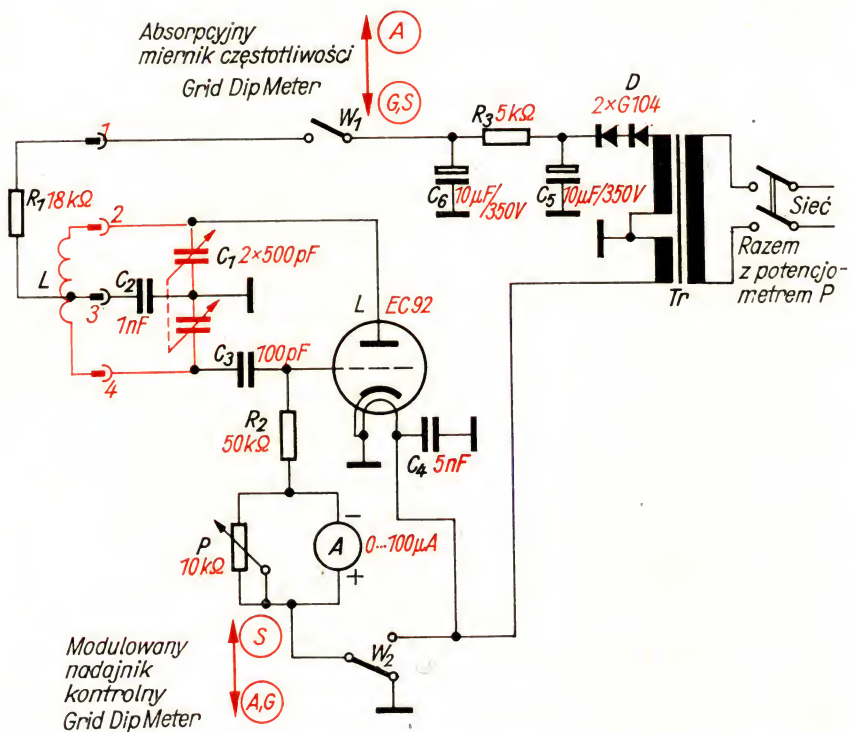 Absorpcyjny
miernik częstotliwości
Grid Dip Meter
A
G,S
W1
1
R3 5kΩ
D
2×G104
C6 10µF/
/350V
C5 10µF/350V
Sieć
Razem
z potencjo-
metrem P
Tr
R1 18kΩ
2
L
C1 2×500pF
C2
3
1nF
4
L EC92
C3 100pF
R2
50kΩ
C4 5nF
P
10kΩ
−
A
+
0...100µA
Modulowany
nadajnik
kontrolny
Grid Dip Meter
S
A,G
W2